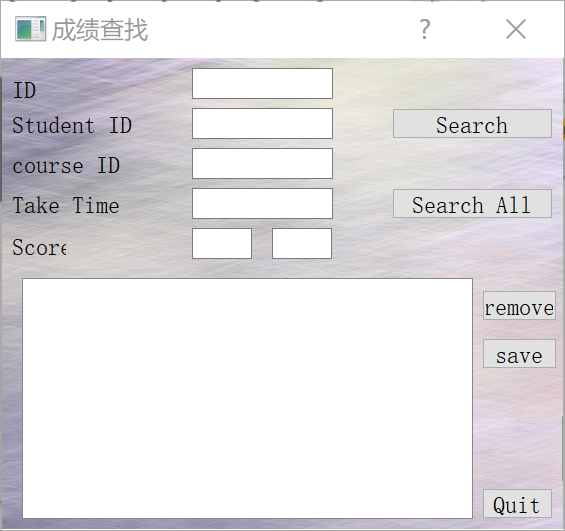 成绩查找
ID
Student ID
Search
course ID
Take Time
Search All
Score
remove
save
Quit